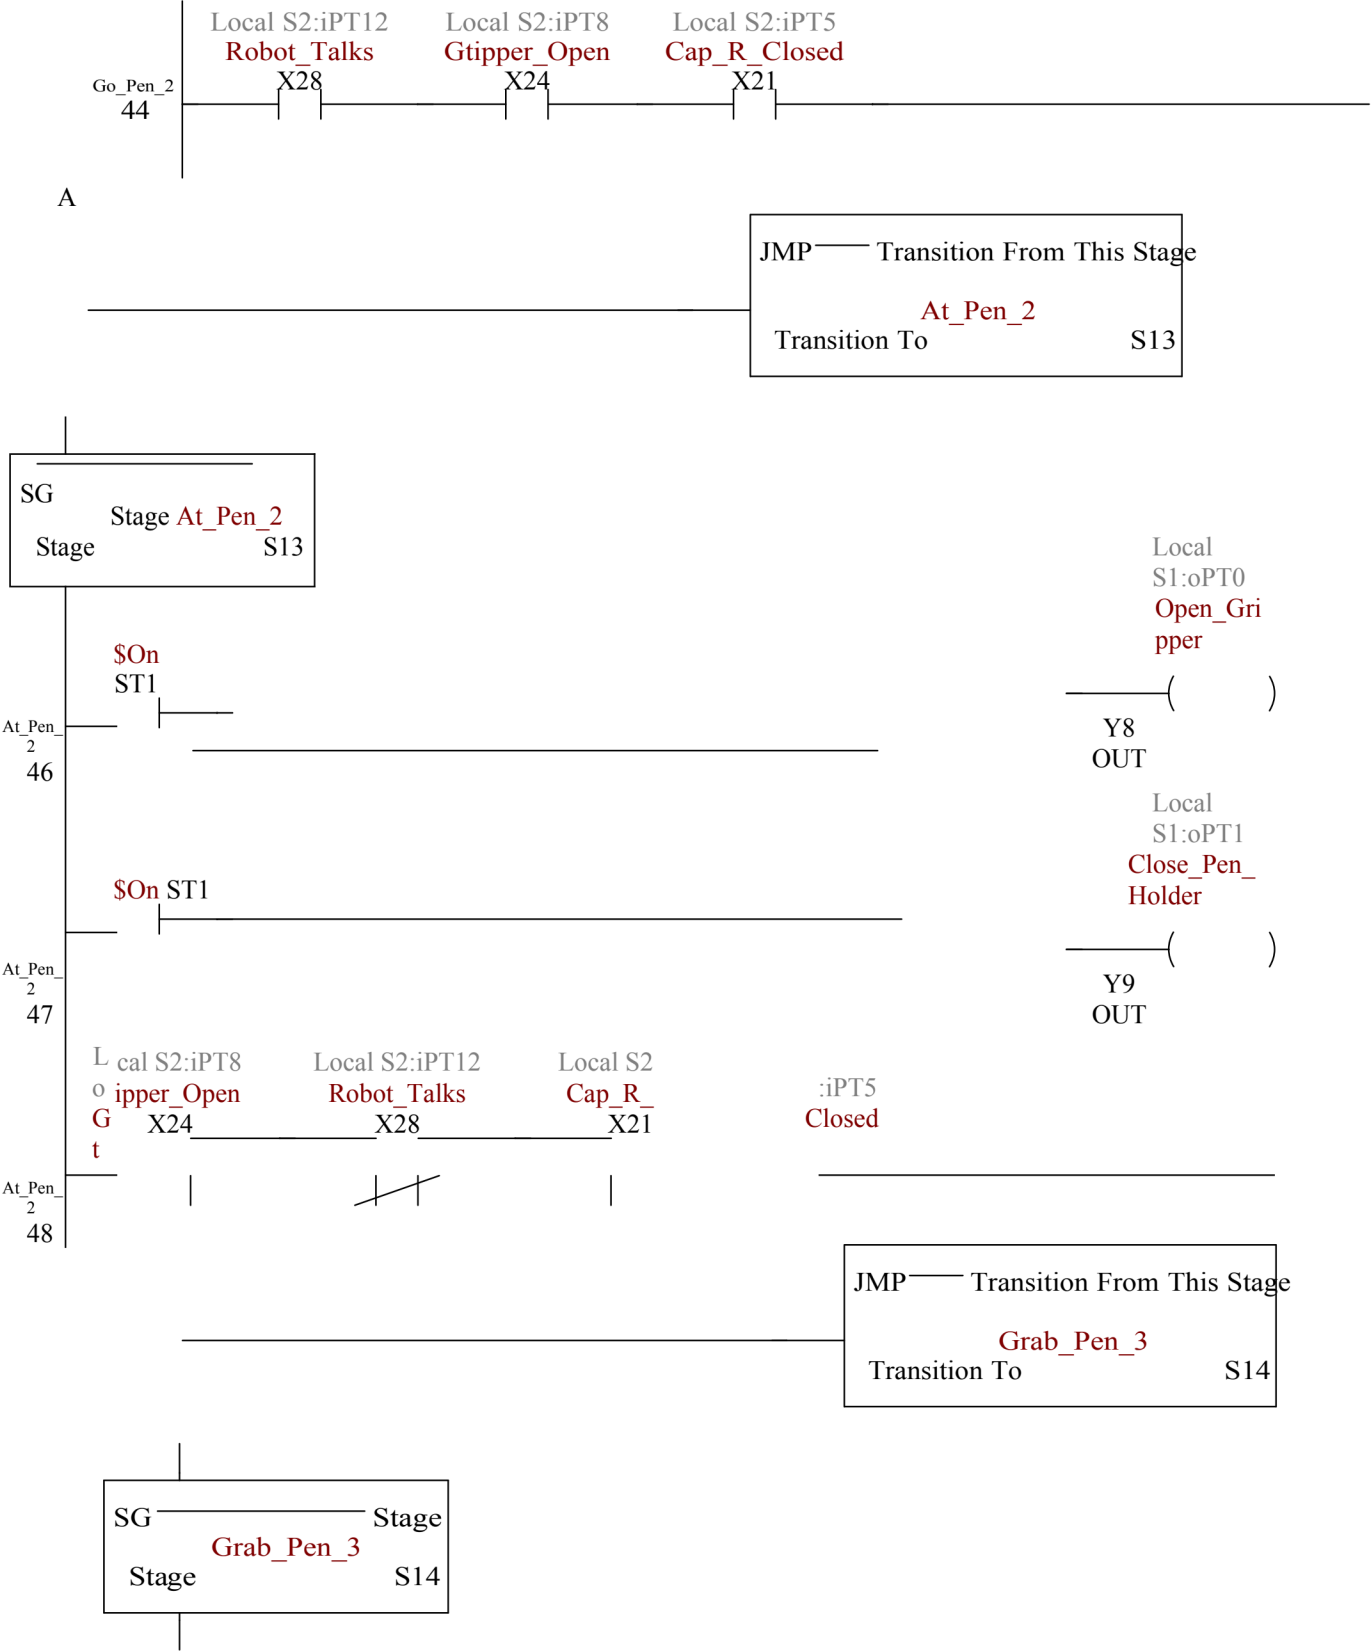 Local S2:iPT12 Local S2:iPT8 Local S2:iPT5
Robot_Talks Gtipper_Open Cap_R_Closed
X28 X24 X21
Go_Pen_2
44
A
JMP Transition From This Stage
At_Pen_2
Transition To S13
SG
Stage At_Pen_2
Stage S13
Local
S1:oPT0
Open_Gri
pper
$On
ST1
At_Pen_
2
46
Y8
OUT
Local
S1:oPT1
Close_Pen_
Holder
$On ST1
At_Pen_
2
47
Y9
OUT
L
o
G
t
cal S2:iPT8 Local S2:iPT12 Local S2
:iPT5
ipper_Open Robot_Talks Cap_R_
Closed
X24 X28 X21
At_Pen_
2
48
JMP Transition From This Stage
Grab_Pen_3
Transition To S14
SG Stage
Grab_Pen_3
Stage S14